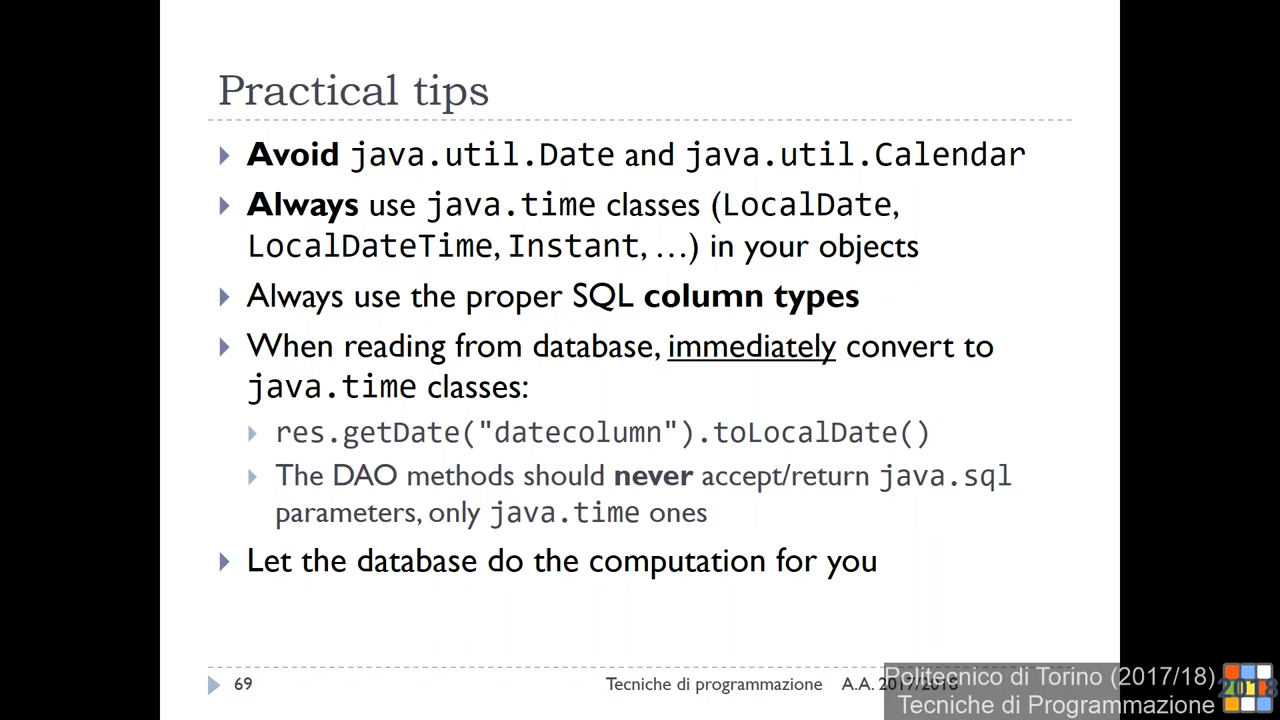 Practical tips
Avoid java.util.Date and java.util.Calendar
Always use java.time classes (LocalDate,
LocalDateTime, Instant, …) in your objects
Always use the proper SQL column types
When reading from database, immediately convert to
java.time classes:
res.getDate("datecolumn").toLocalDate()
The DAO methods should never accept/return java.sql
parameters, only java.time ones
Let the database do the computation for you
69
Tecniche di programmazione A.A. 2017/2018
Politecnico di Torino (2017/18)
Tecniche di Programmazione
2018